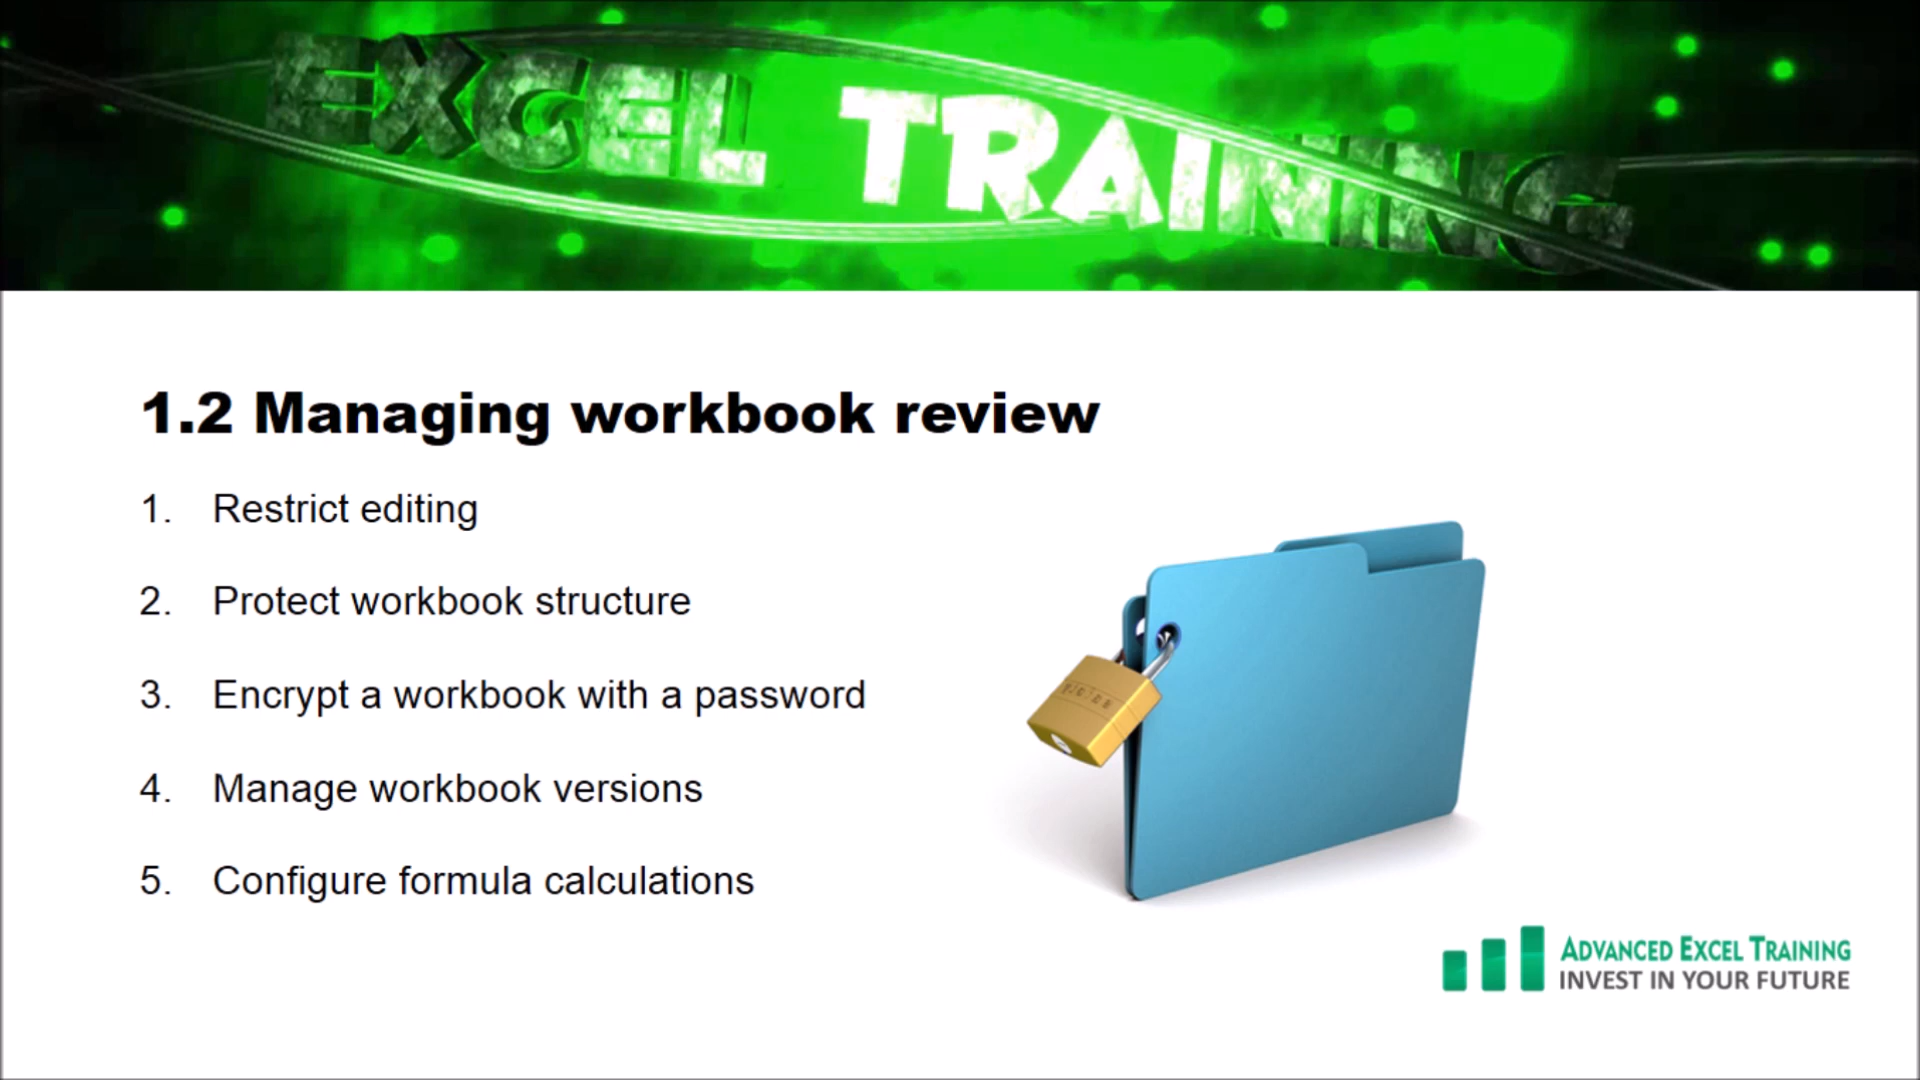 EXCEL TRAINING
1.2 Managing workbook review
1. Restrict editing
2. Protect workbook structure
3. Encrypt a workbook with a password
4. Manage workbook versions
5. Configure formula calculations
ADVANCED EXCEL TRAINING
INVEST IN YOUR FUTURE